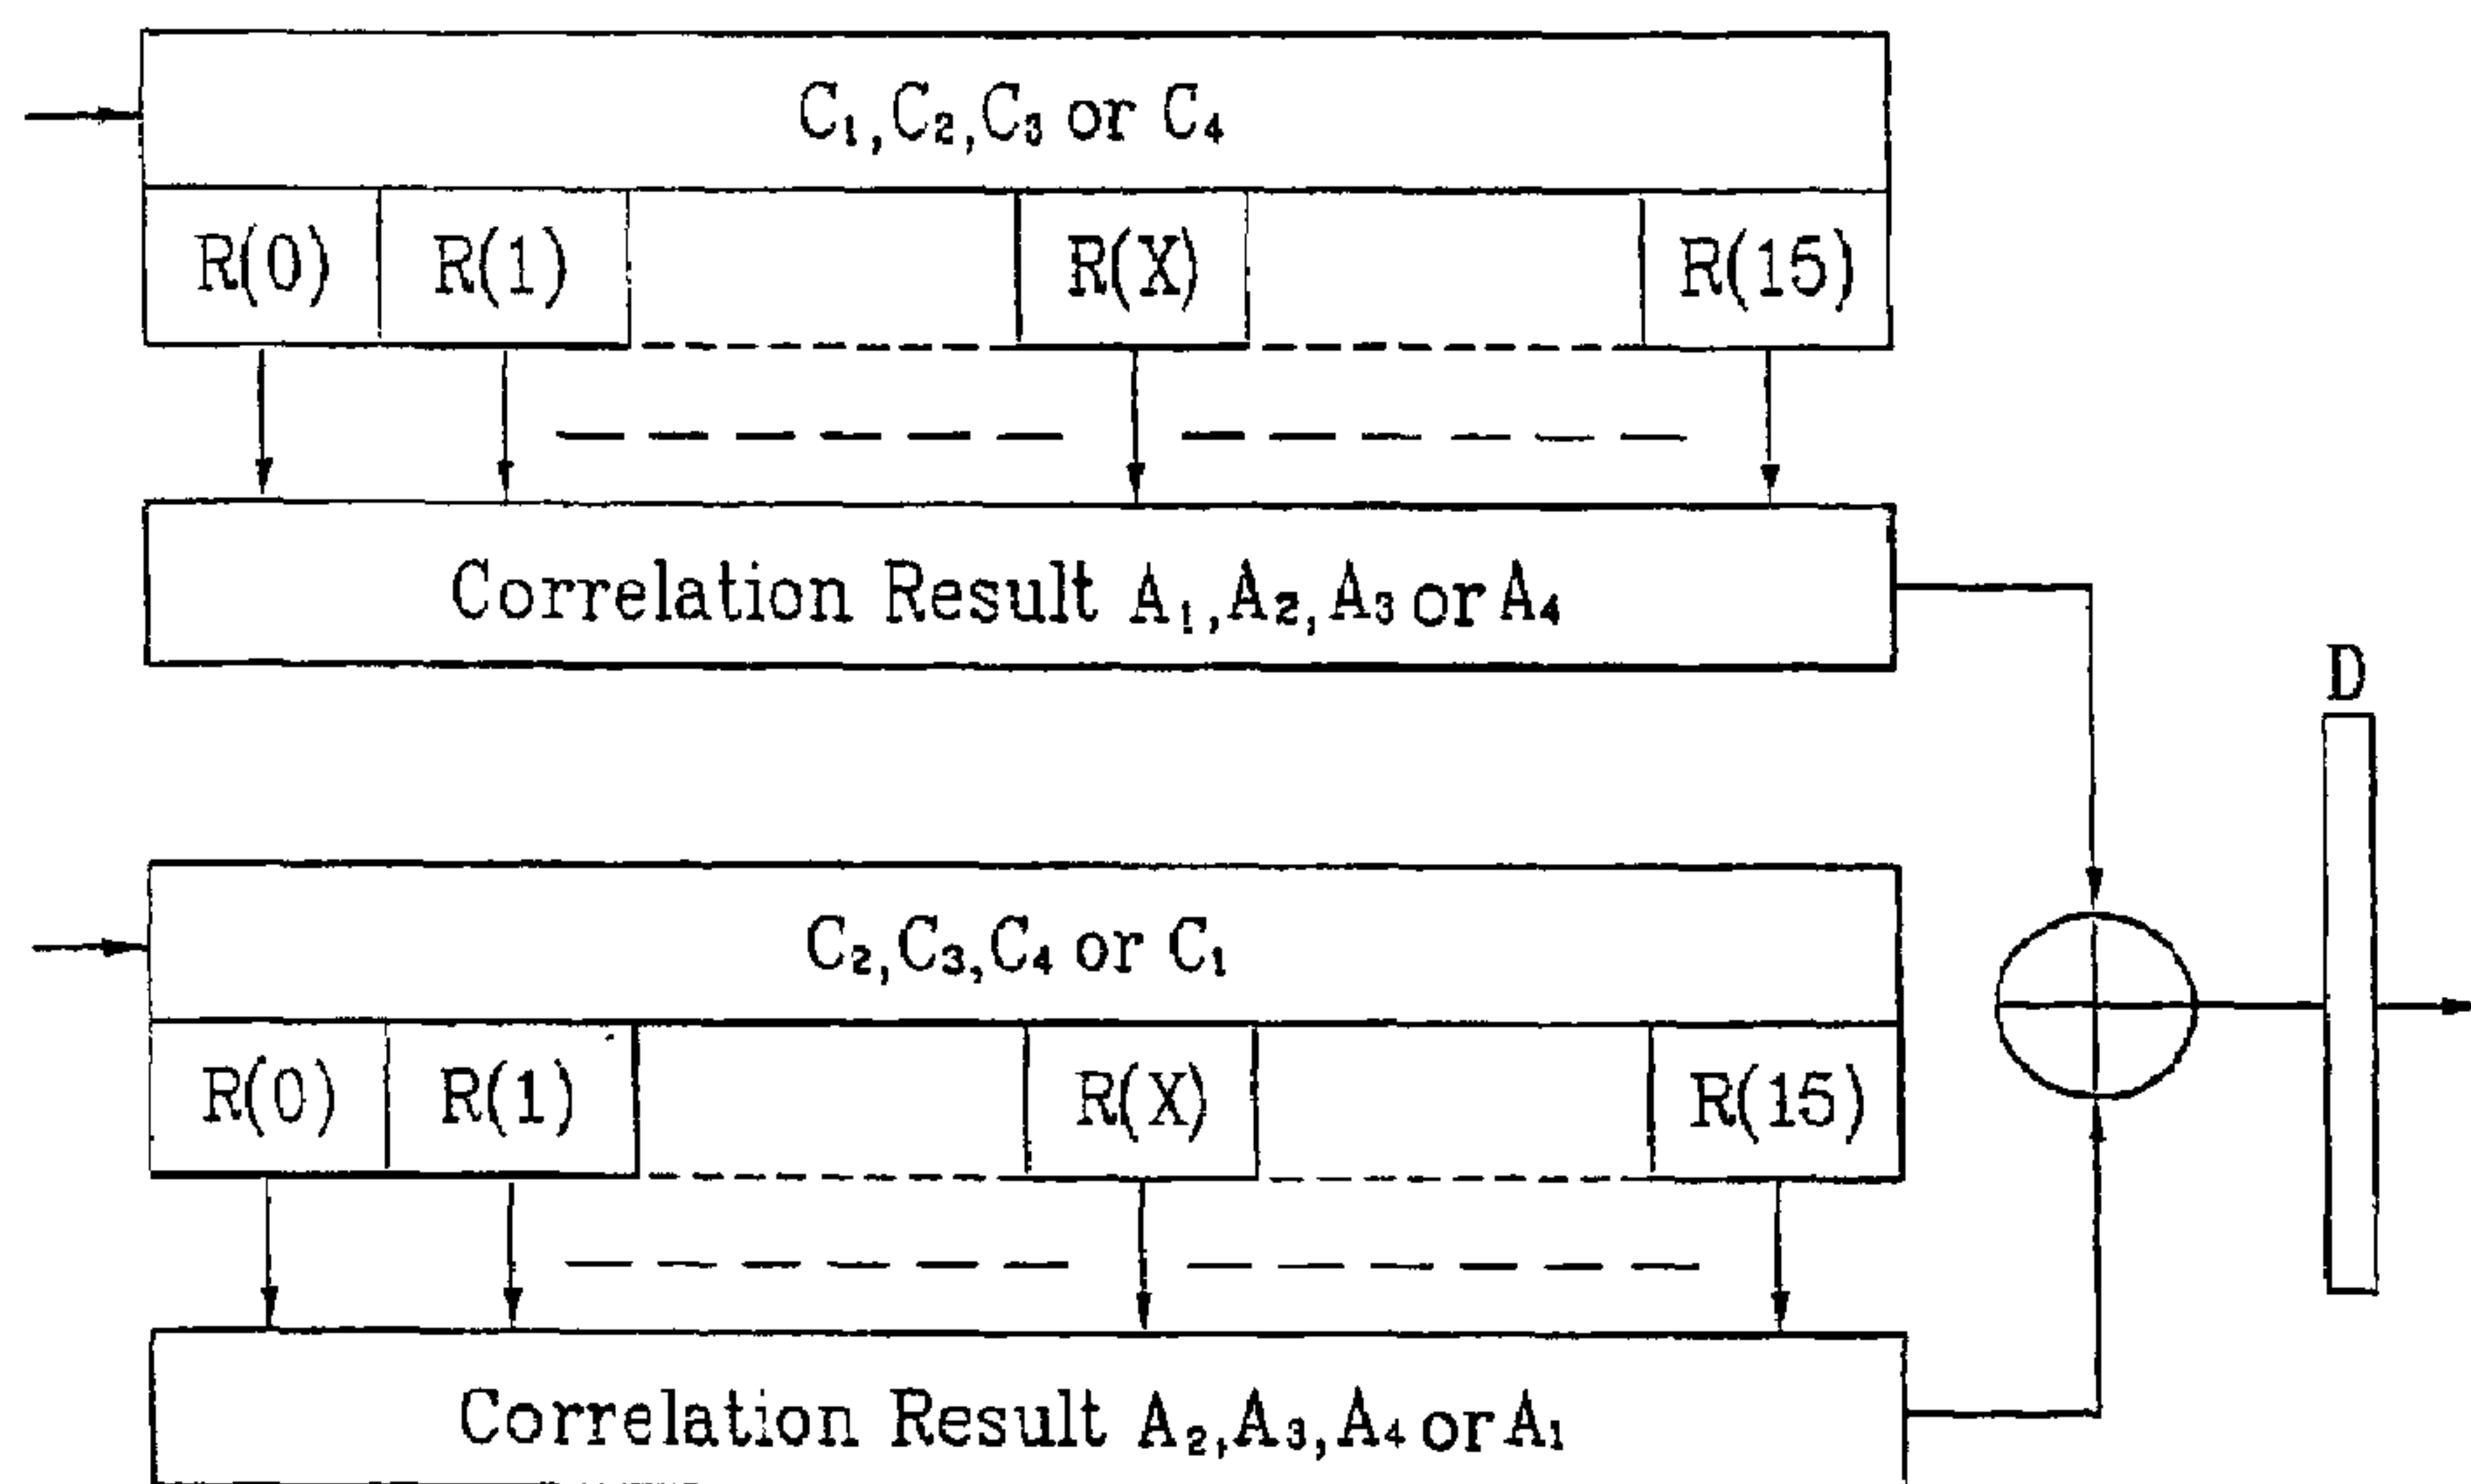 C₁,C₂,C₃ or C₄
R(0) R(1) R(X) R(15)
Correlation Result A₁,A₂,A₃ or A₄
D
C₂,C₃,C₄ or C₁
R(0) R(1) R(X) R(15)
Correlation Result A₂,A₃,A₄ or A₁